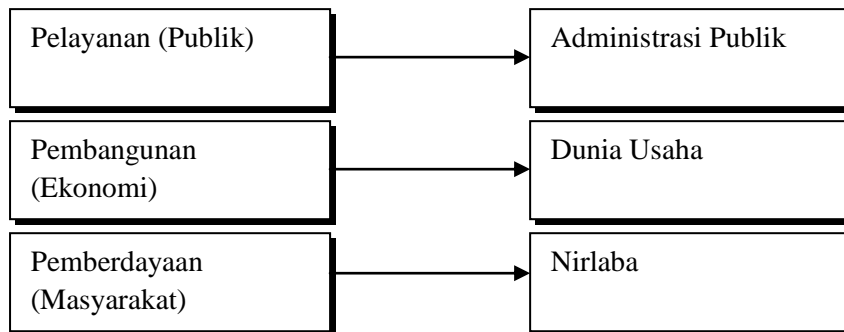 Pelayanan (Publik)
Administrasi Publik
Pembangunan
(Ekonomi)
Dunia Usaha
Pemberdayaan
(Masyarakat)
Nirlaba